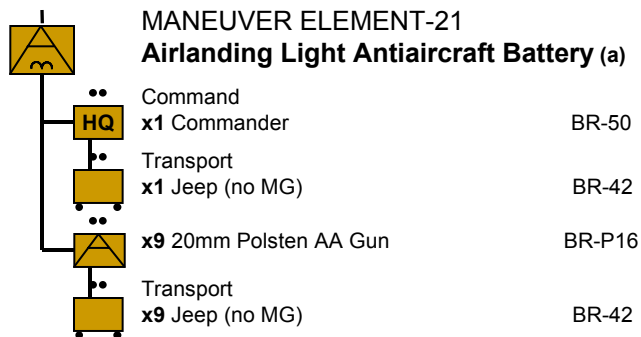 MANEUVER ELEMENT-21
Airlanding Light Antiaircraft Battery (a)
Command
HQ x1 Commander BR-50
Transport
x1 Jeep (no MG) BR-42
x9 20mm Polsten AA Gun BR-P16
Transport
x9 Jeep (no MG) BR-42